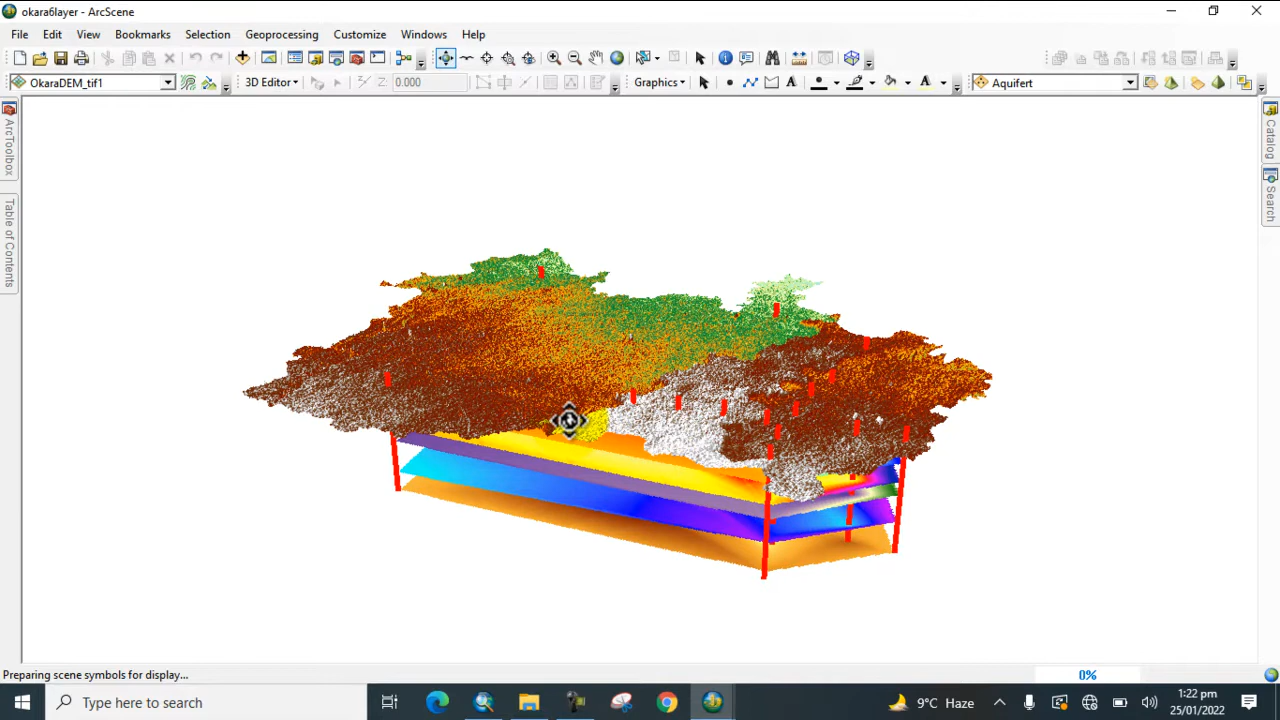 okara6layer - ArcScene
File Edit View Bookmarks Selection Geoprocessing Customize Windows Help
OkaraDEM_tif1 3D Editor Z: 0.000 Graphics A A Aquifert
ArcToolbox
Table of Contents
Catalog
Search
Preparing scene symbols for display... 0%
Type here to search 9°C Haze 1:22 pm
25/01/2022